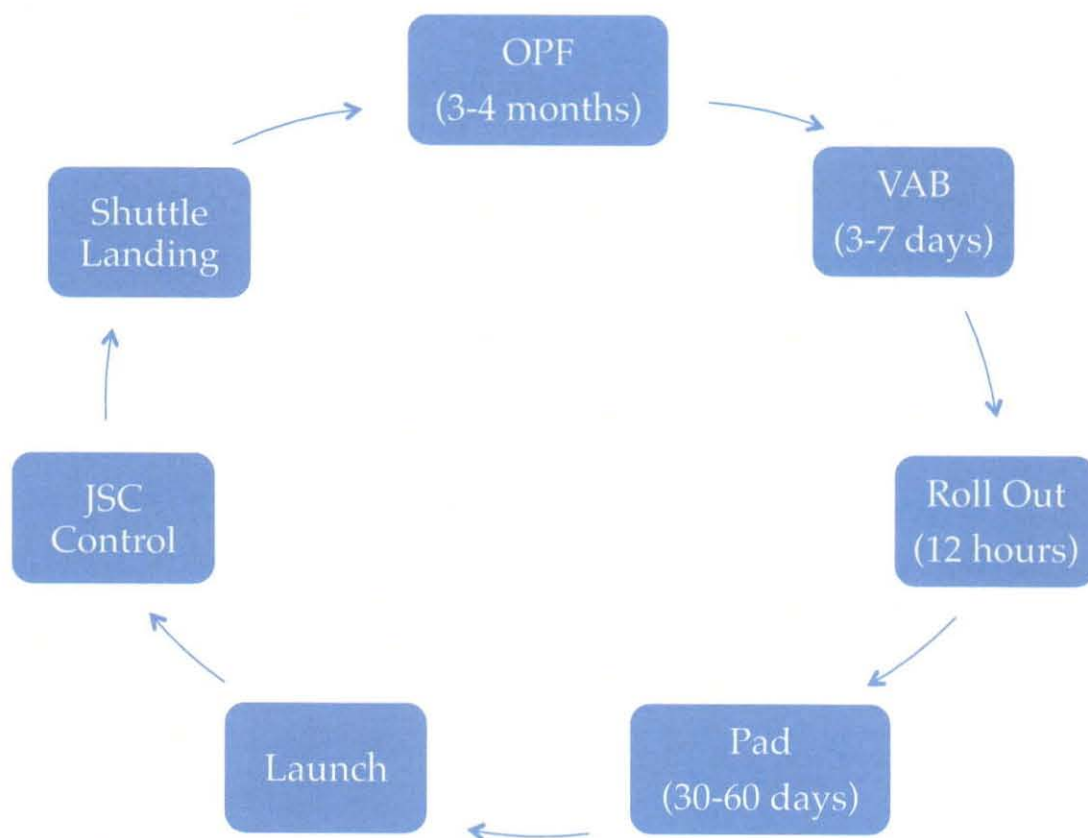 OPF
(3-4 months)
VAB
(3-7 days)
Roll Out
(12 hours)
Pad
(30-60 days)
Launch
JSC
Control
Shuttle
Landing